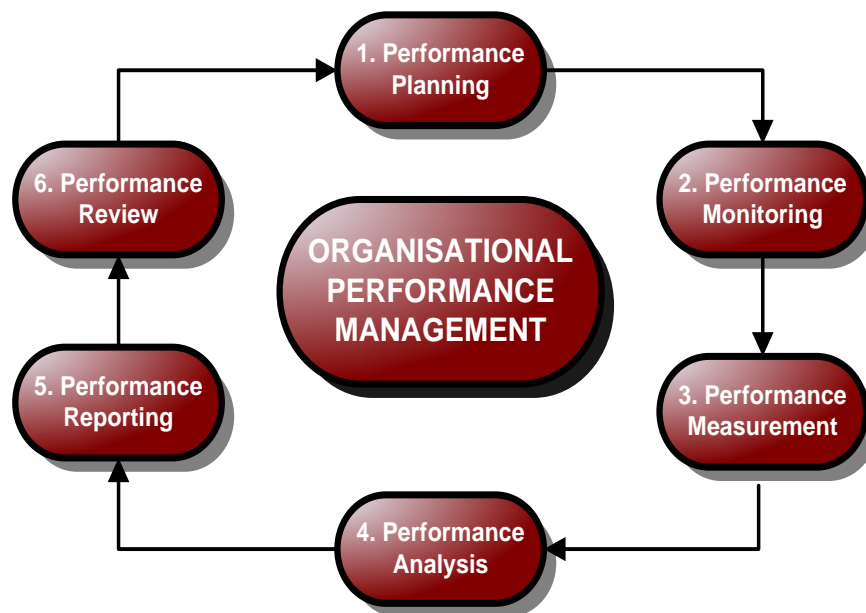 1. Performance
Planning
2. Performance
Monitoring
3. Performance
Measurement
4. Performance
Analysis
5. Performance
Reporting
6. Performance
Review
ORGANISATIONAL
PERFORMANCE
MANAGEMENT